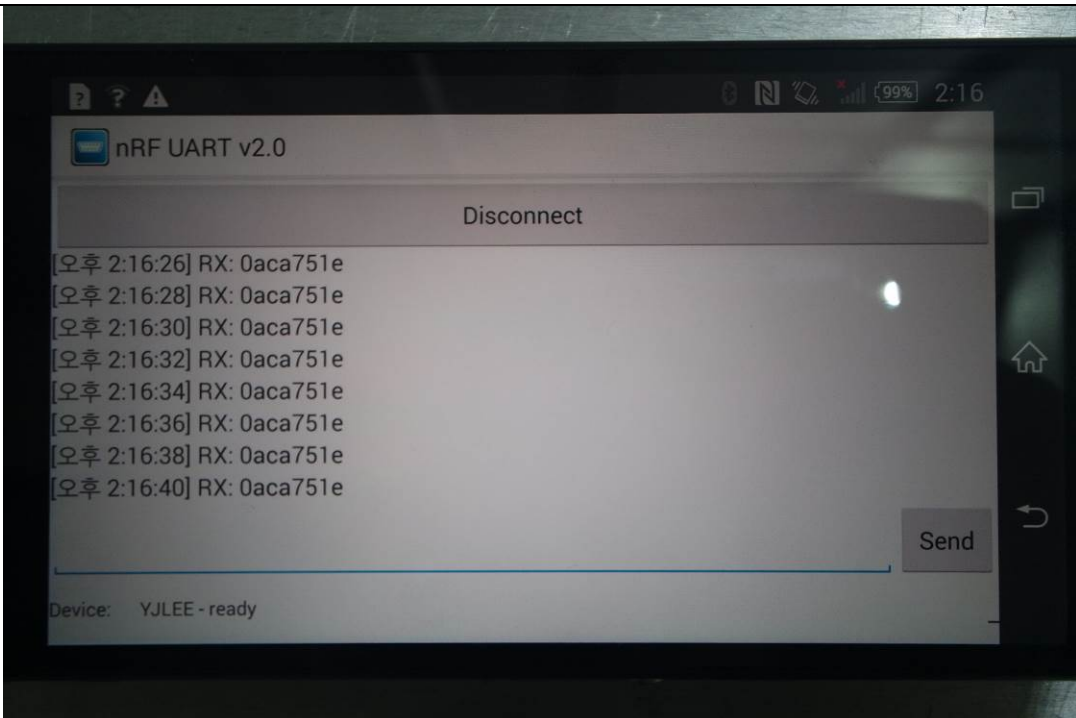 99% 2:16
nRF UART v2.0
Disconnect
[오후 2:16:26] RX: 0aca751e
[오후 2:16:28] RX: 0aca751e
[오후 2:16:30] RX: 0aca751e
[오후 2:16:32] RX: 0aca751e
[오후 2:16:34] RX: 0aca751e
[오후 2:16:36] RX: 0aca751e
[오후 2:16:38] RX: 0aca751e
[오후 2:16:40] RX: 0aca751e
Send
Device: YJLEE - ready